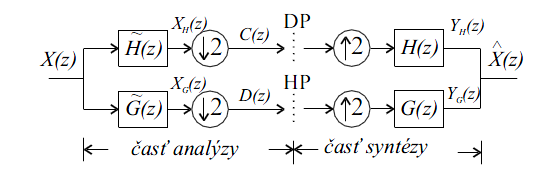 X(z) H̃(z) X_H(z) ↓2 C(z) DP ↑2 H(z) Y_H(z) X̂(z)
G̃(z) X_G(z) ↓2 D(z) HP ↑2 G(z) Y_G(z)
časť analýzy časť syntézy